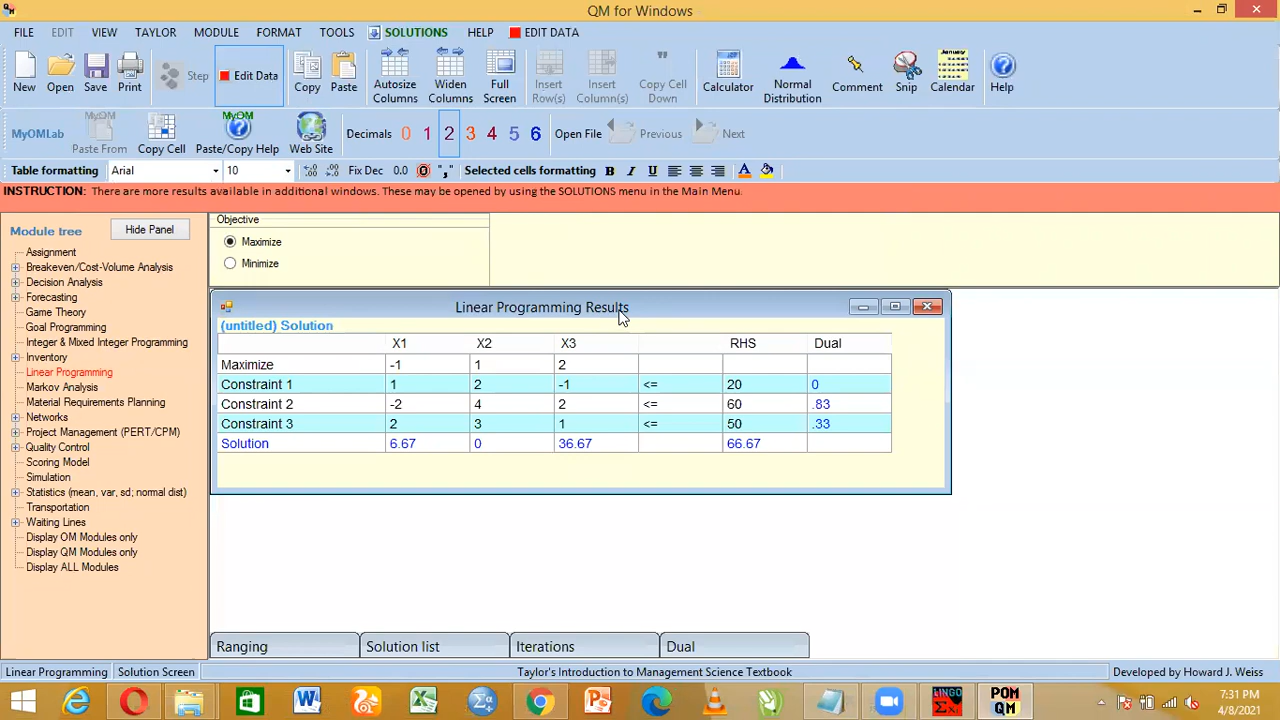 QM for Windows
FILE EDIT VIEW TAYLOR MODULE FORMAT TOOLS SOLUTIONS HELP EDIT DATA
New Open Save Print Step Edit Data Copy Paste Autosize Columns Widen Columns Full Screen Insert Row(s) Insert Column(s) Copy Cell Down Calculator Normal Distribution Comment Snip January Calendar Help
MyOMLab MyOM Paste From Copy Cell MyOM Paste/Copy Help Web Site Decimals 0 1 2 3 4 5 6 Open File Previous Next
Table formatting Arial 10 Fix Dec 0.0 Selected cells formatting B I U A
INSTRUCTION: There are more results available in additional windows. These may be opened by using the SOLUTIONS menu in the Main Menu.
Module tree Hide Panel
Assignment
Breakeven/Cost-Volume Analysis
Decision Analysis
Forecasting
Game Theory
Goal Programming
Integer & Mixed Integer Programming
Inventory
Linear Programming
Markov Analysis
Material Requirements Planning
Networks
Project Management (PERT/CPM)
Quality Control
Scoring Model
Simulation
Statistics (mean, var, sd; normal dist)
Transportation
Waiting Lines
Display OM Modules only
Display QM Modules only
Display ALL Modules
Objective
Maximize
Minimize
Linear Programming Results
(untitled) Solution
X1 X2 X3 RHS Dual
Maximize -1 1 2
Constraint 1 1 2 -1 <= 20 0
Constraint 2 -2 4 2 <= 60 .83
Constraint 3 2 3 1 <= 50 .33
Solution 6.67 0 36.67 66.67
Ranging Solution list Iterations Dual
Linear Programming Solution Screen Taylor's Introduction to Management Science Textbook Developed by Howard J. Weiss
LINGO POM QM 7:31 PM
4/8/2021